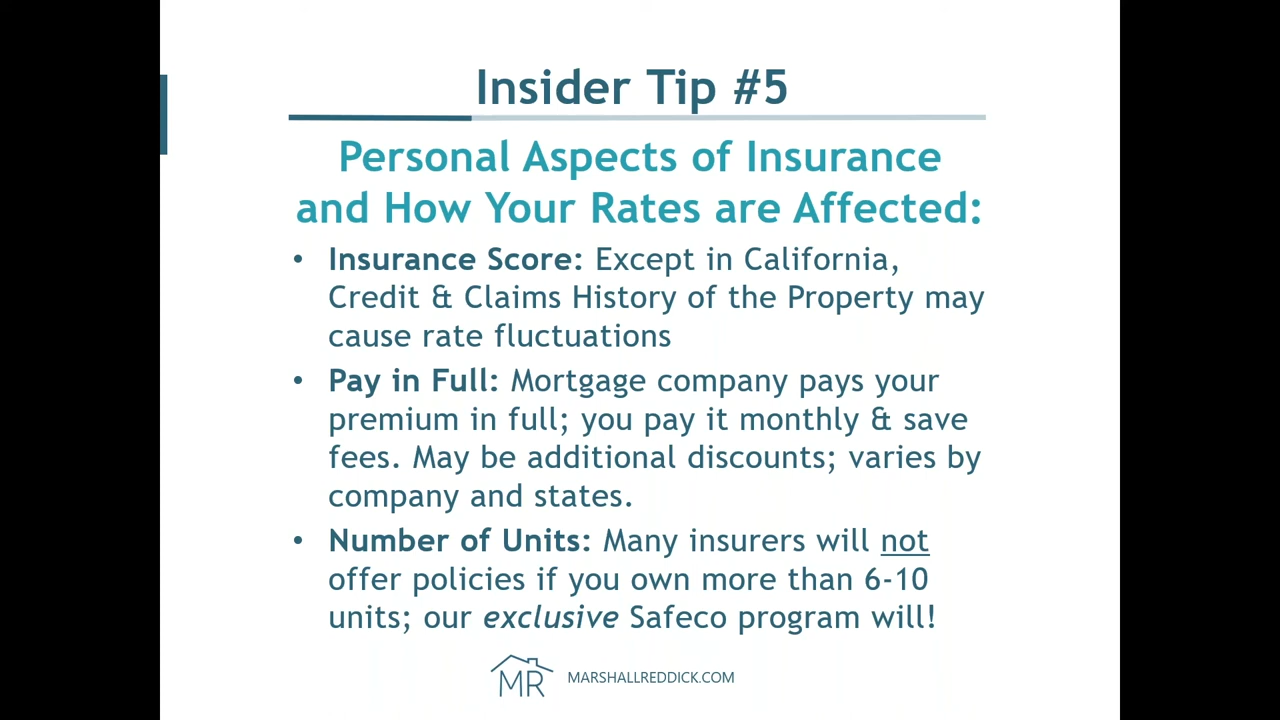 Insider Tip #5
Personal Aspects of Insurance
and How Your Rates are Affected:
• Insurance Score: Except in California,
Credit & Claims History of the Property may
cause rate fluctuations
• Pay in Full: Mortgage company pays your
premium in full; you pay it monthly & save
fees. May be additional discounts; varies by
company and states.
• Number of Units: Many insurers will not
offer policies if you own more than 6-10
units; our exclusive Safeco program will!
MR MARSHALLREDDICK.COM